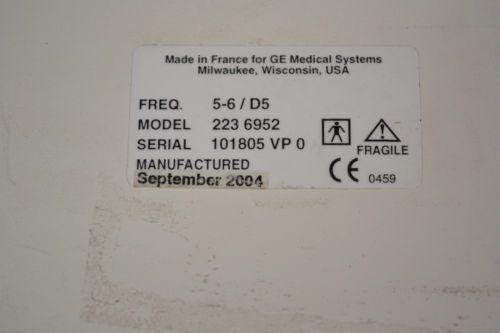 Made in France for GE Medical Systems
Milwaukee, Wisconsin, USA
FREQ. 5-6 / D5
MODEL 223 6952
SERIAL 101805 VP 0
FRAGILE
MANUFACTURED
September 2004
CE 0459